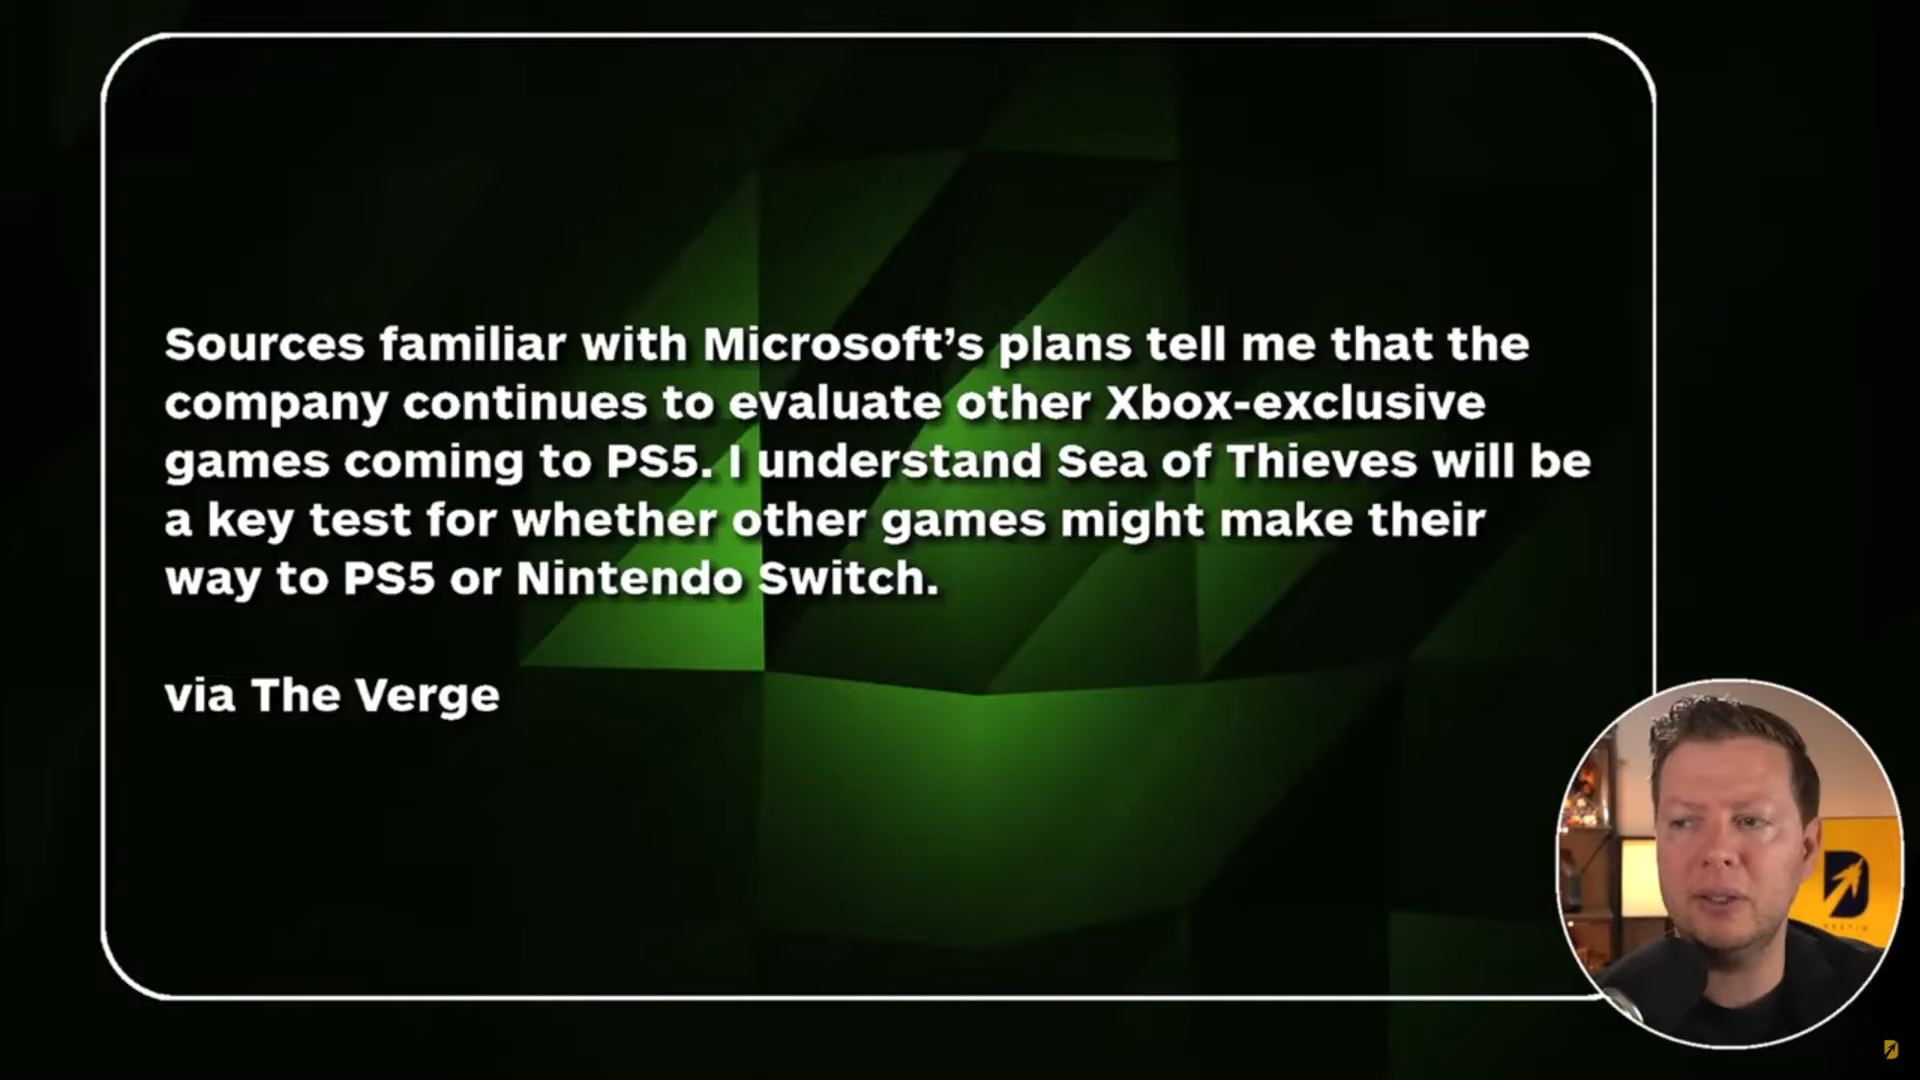 Sources familiar with Microsoft’s plans tell me that the
company continues to evaluate other Xbox-exclusive
games coming to PS5. I understand Sea of Thieves will be
a key test for whether other games might make their
way to PS5 or Nintendo Switch.
via The Verge